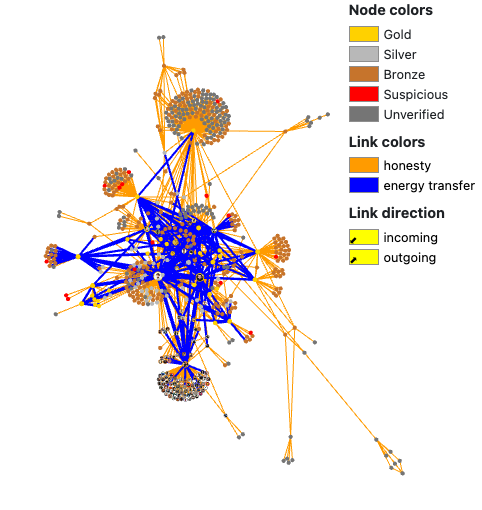 Node colors
Gold
Silver
Bronze
Suspicious
Unverified
Link colors
honesty
energy transfer
Link direction
incoming
outgoing